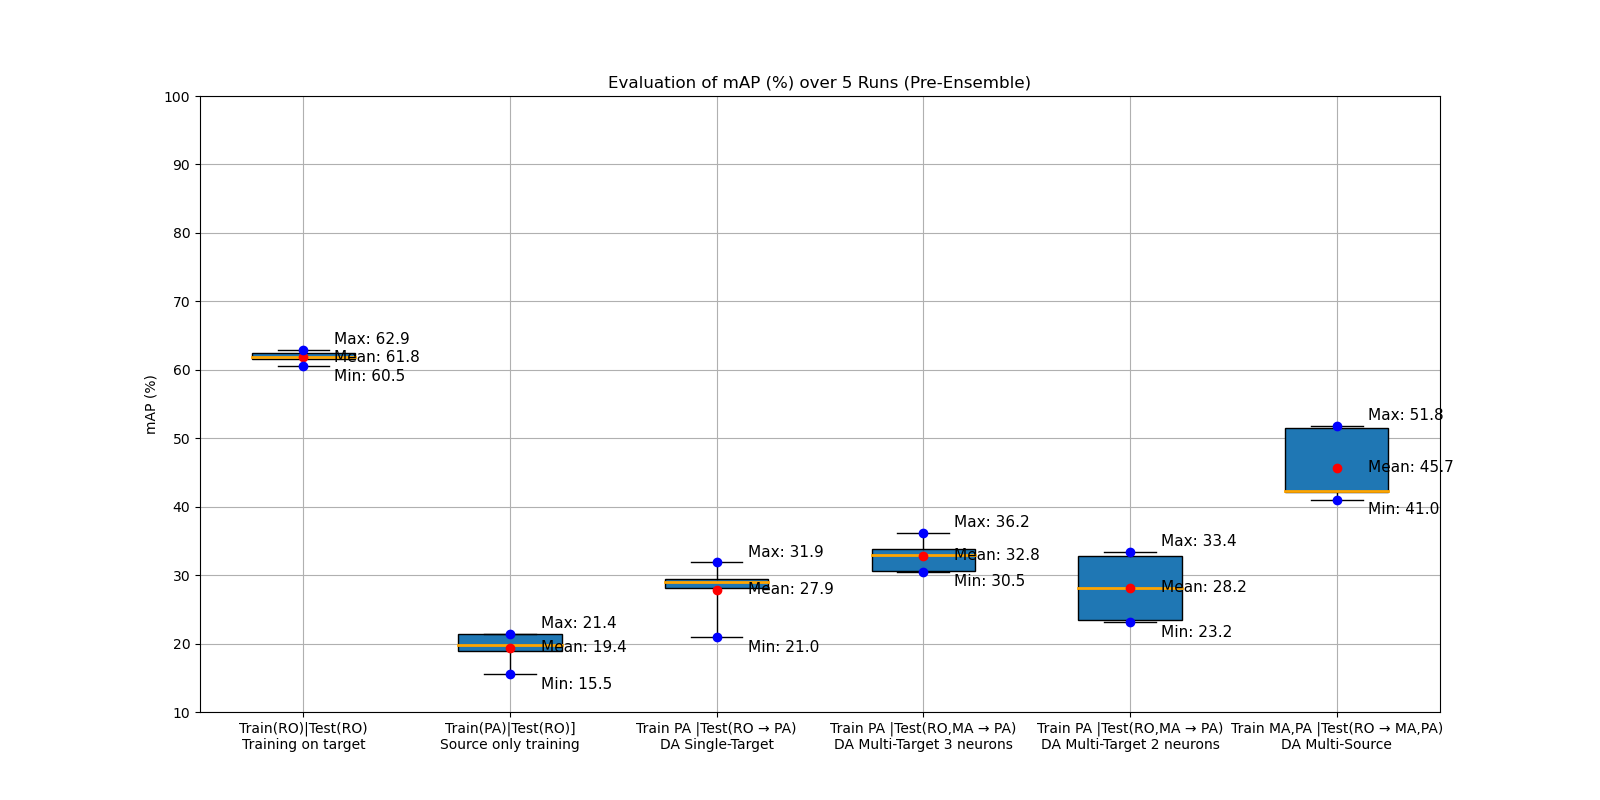 Evaluation of mAP (%) over 5 Runs (Pre-Ensemble)
mAP (%)
100
90
80
70
60
50
40
30
20
10
Max: 62.9
Mean: 61.8
Min: 60.5
Max: 21.4
Mean: 19.4
Min: 15.5
Max: 31.9
Mean: 27.9
Min: 21.0
Max: 36.2
Mean: 32.8
Min: 30.5
Max: 33.4
Mean: 28.2
Min: 23.2
Max: 51.8
Mean: 45.7
Min: 41.0
Train(RO)|Test(RO)
Training on target
Train(PA)|Test(RO)]
Source only training
Train PA |Test(RO → PA)
DA Single-Target
Train PA |Test(RO,MA → PA)
DA Multi-Target 3 neurons
Train PA |Test(RO,MA → PA)
DA Multi-Target 2 neurons
Train MA,PA |Test(RO → MA,PA)
DA Multi-Source